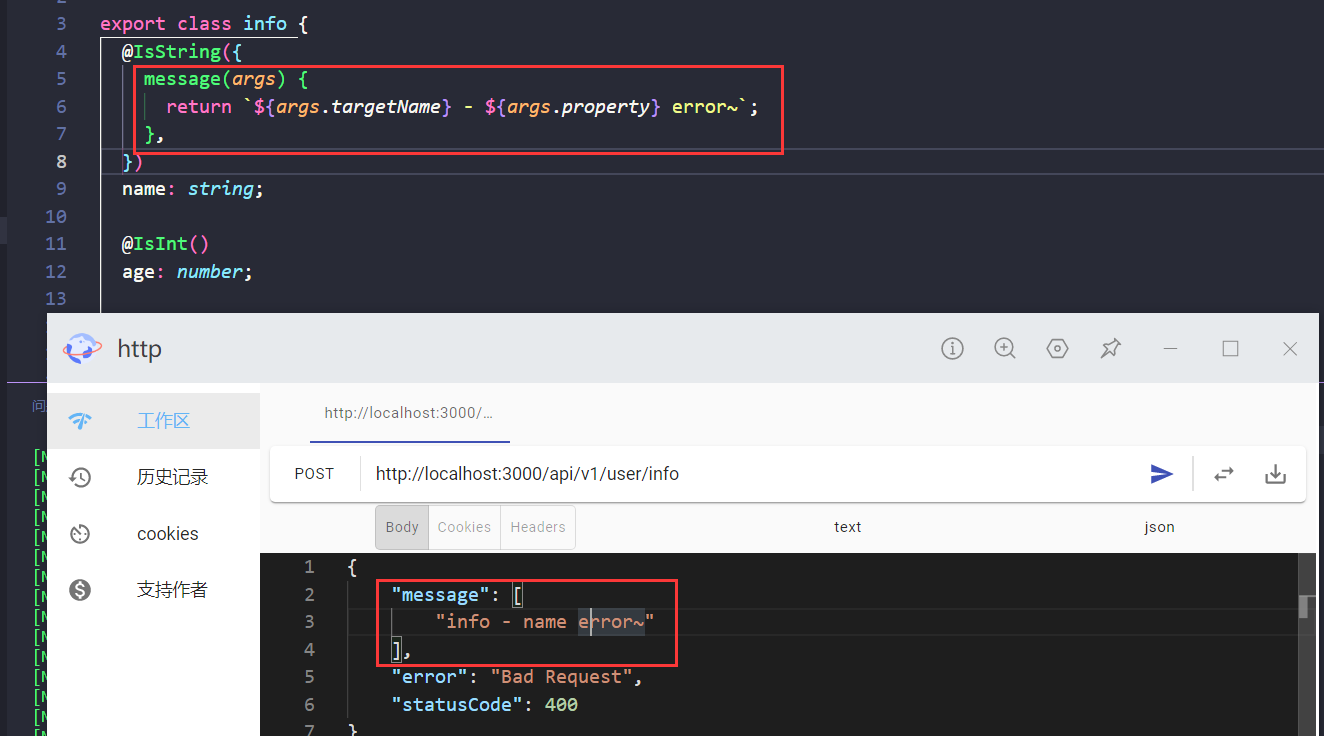 3 export class info {
4 @IsString({
5 message(args) {
6 return `${args.targetName} - ${args.property} error~`;
7 },
8 })
9 name: string;
10
11 @IsInt()
12 age: number;
13
http
工作区
历史记录
cookies
支持作者
http://localhost:3000/...
POST http://localhost:3000/api/v1/user/info
Body Cookies Headers text json
1 {
2 "message": [
3 "info - name error~"
4 ],
5 "error": "Bad Request",
6 "statusCode": 400
7 }